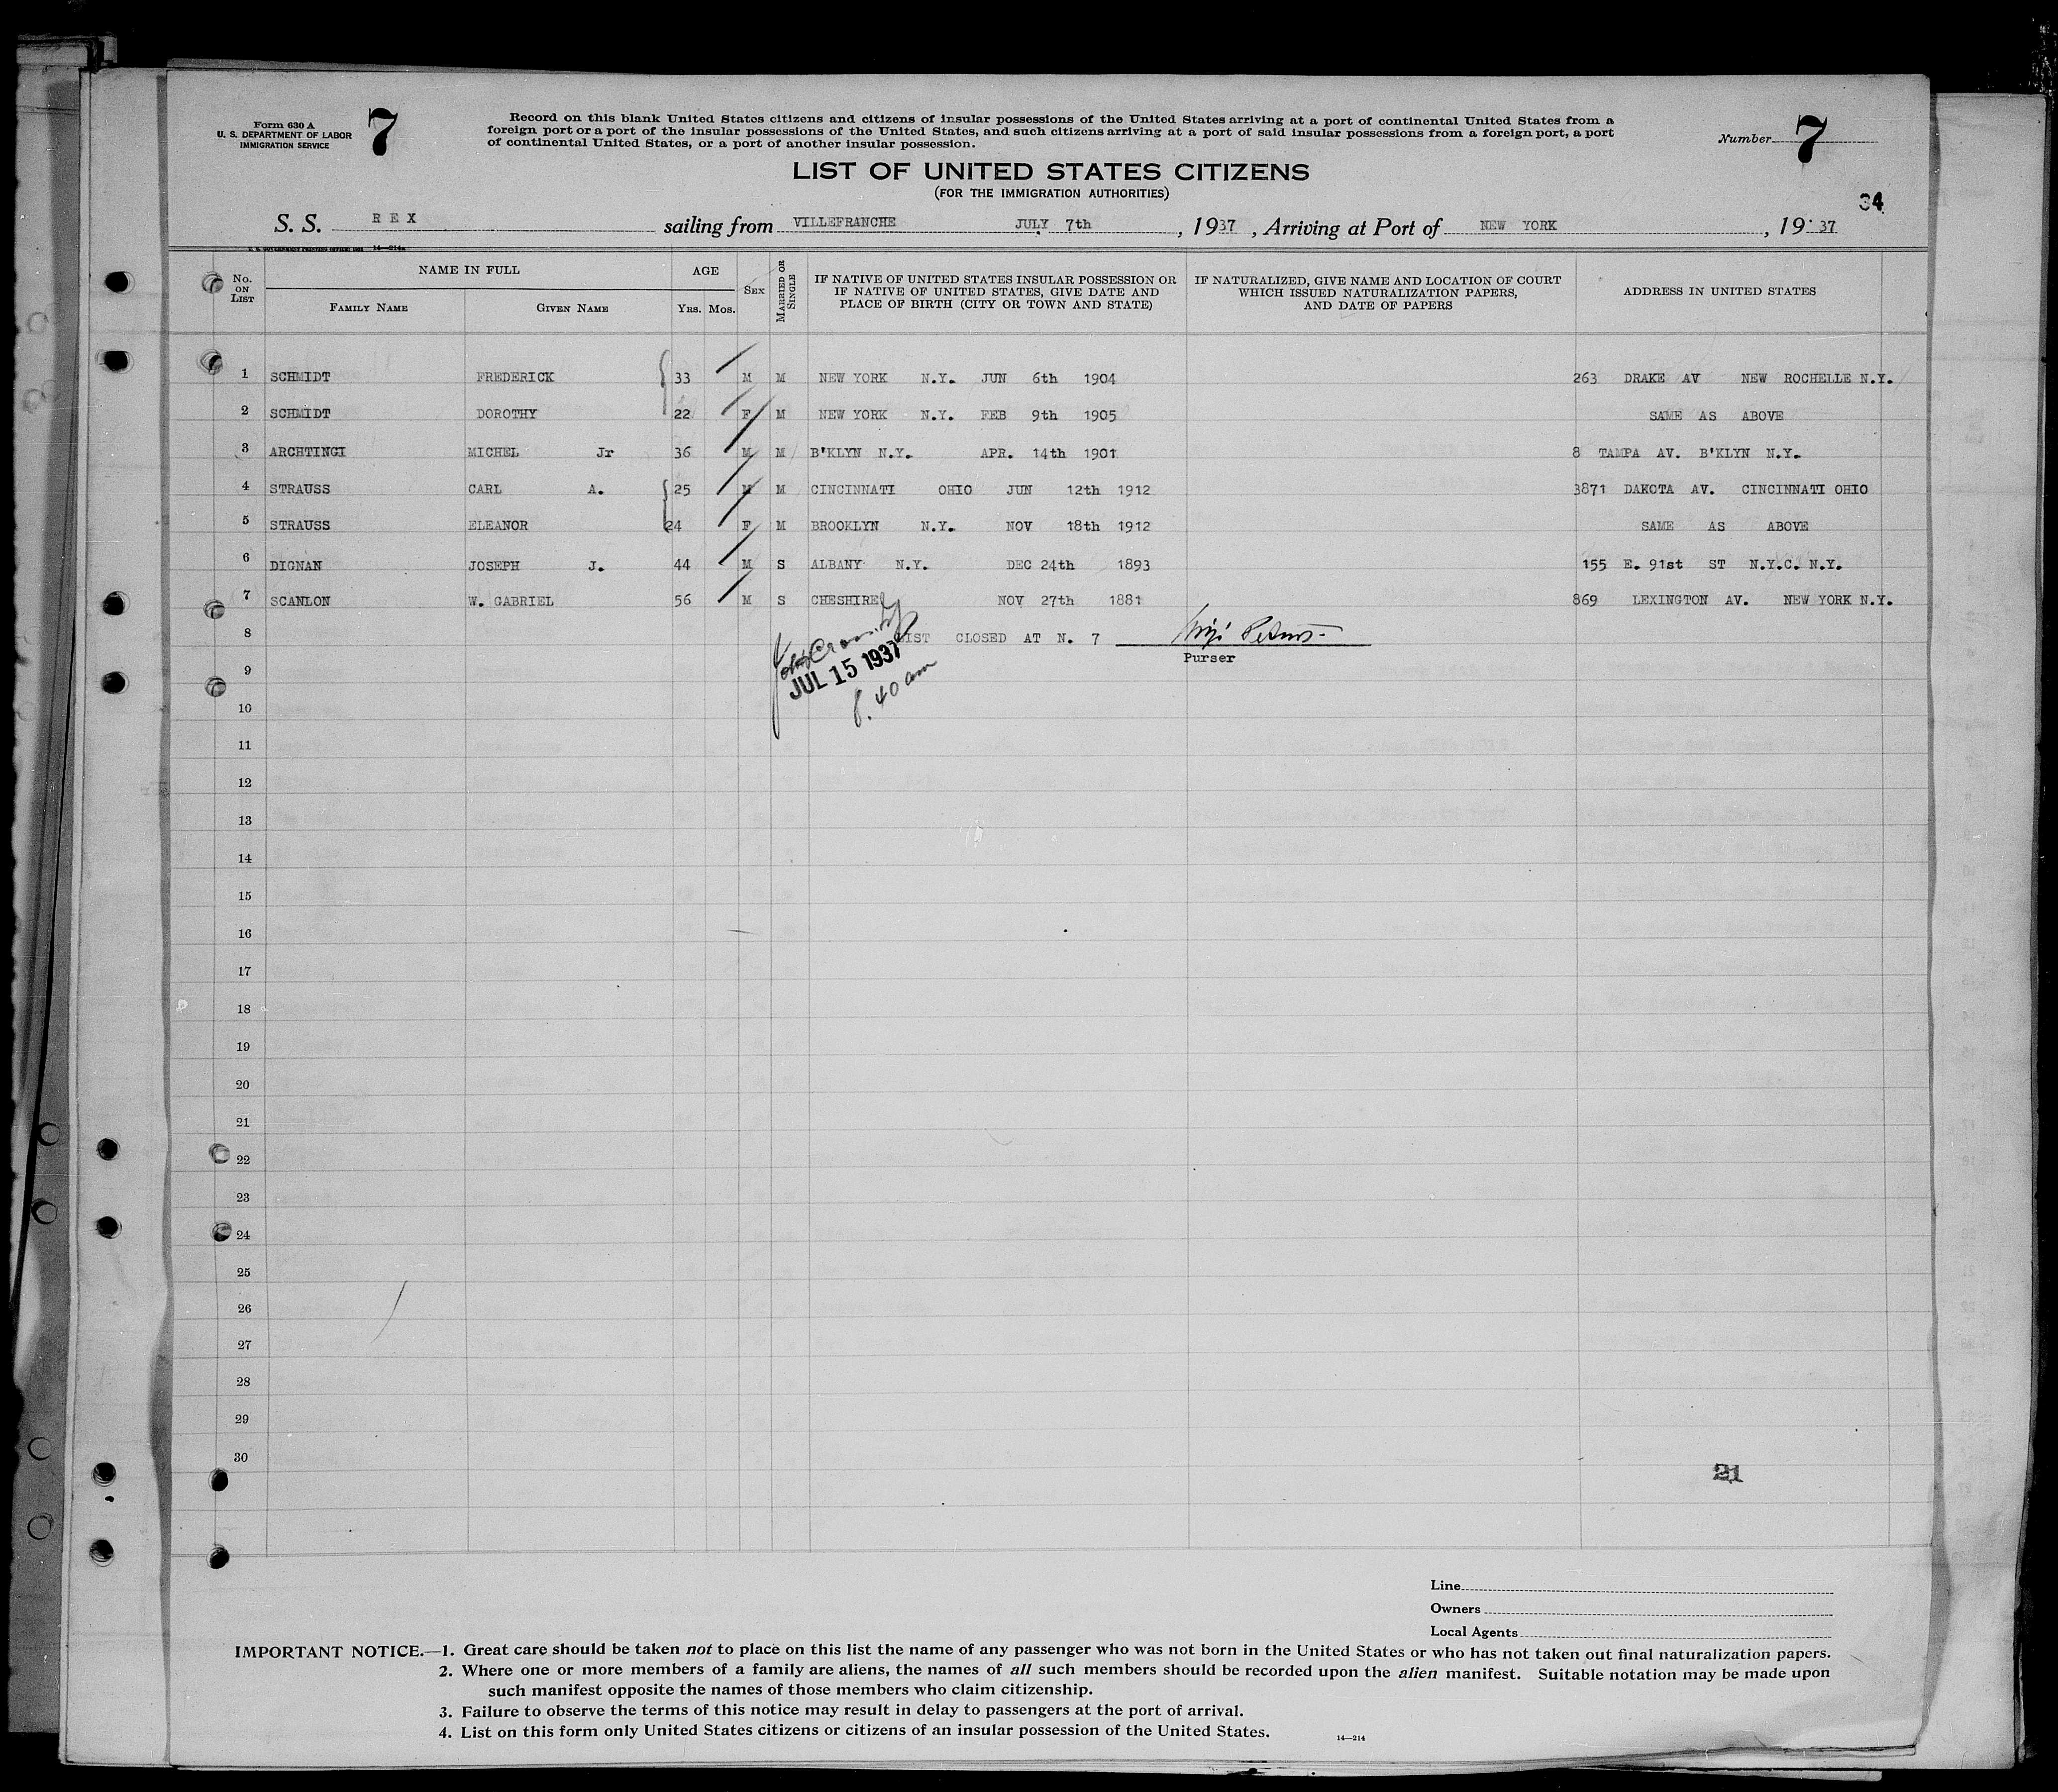 Form 630 A
U. S. DEPARTMENT OF LABOR
IMMIGRATION SERVICE
7
Record on this blank United States citizens and citizens of insular possessions of the United States arriving at a port of continental United States from a
foreign port or a port of the insular possessions of the United States, and such citizens arriving at a port of said insular possessions from a foreign port, a port
of continental United States, or a port of another insular possession.
Number 7
LIST OF UNITED STATES CITIZENS
(FOR THE IMMIGRATION AUTHORITIES)
34
S. S. REX sailing from VILLEFRANCHE JULY 7th, 1937, Arriving at Port of NEW YORK, 1937
U. S. GOVERNMENT PRINTING OFFICE: 14—214a
No. ON LIST NAME IN FULL FAMILY NAME GIVEN NAME AGE YRS. MOS. SEX MARRIED OR SINGLE IF NATIVE OF UNITED STATES INSULAR POSSESSION OR IF NATIVE OF UNITED STATES, GIVE DATE AND PLACE OF BIRTH (CITY OR TOWN AND STATE) IF NATURALIZED, GIVE NAME AND LOCATION OF COURT WHICH ISSUED NATURALIZATION PAPERS, AND DATE OF PAPERS ADDRESS IN UNITED STATES
1 SCHMIDT FREDERICK 33 M M NEW YORK N.Y. JUN 6th 1904 263 DRAKE AV NEW ROCHELLE N.Y.
2 SCHMIDT DOROTHY 22 F M NEW YORK N.Y. FEB 9th 1905 SAME AS ABOVE
3 ARCHTINGI MICHEL Jr 36 M M B'KLYN N.Y. APR. 14th 1901 8 TAMPA AV. B'KLYN N.Y.
4 STRAUSS CARL A. 25 M M CINCINNATI OHIO JUN 12th 1912 3871 DAKOTA AV. CINCINNATI OHIO
5 STRAUSS ELEANOR 24 F M BROOKLYN N.Y. NOV 18th 1912 SAME AS ABOVE
6 DIGNAN JOSEPH J. 44 M S ALBANY N.Y. DEC 24th 1893 155 E. 91st ST N.Y.C. N.Y.
7 SCANLON W. GABRIEL 56 M S CHESHIRE NOV 27th 1881 869 LEXINGTON AV. NEW YORK N.Y.
8 LIST CLOSED AT N. 7
Purser
JUL 15 1937
8.40 am
9
10
11
12
13
14
15
16
17
18
19
20
21
22
23
24
25
26
27
28
29
30
21
Line
Owners
Local Agents
IMPORTANT NOTICE.—1. Great care should be taken not to place on this list the name of any passenger who was not born in the United States or who has not taken out final naturalization papers.
2. Where one or more members of a family are aliens, the names of all such members should be recorded upon the alien manifest. Suitable notation may be made upon
such manifest opposite the names of those members who claim citizenship.
3. Failure to observe the terms of this notice may result in delay to passengers at the port of arrival.
4. List on this form only United States citizens or citizens of an insular possession of the United States.
14—214